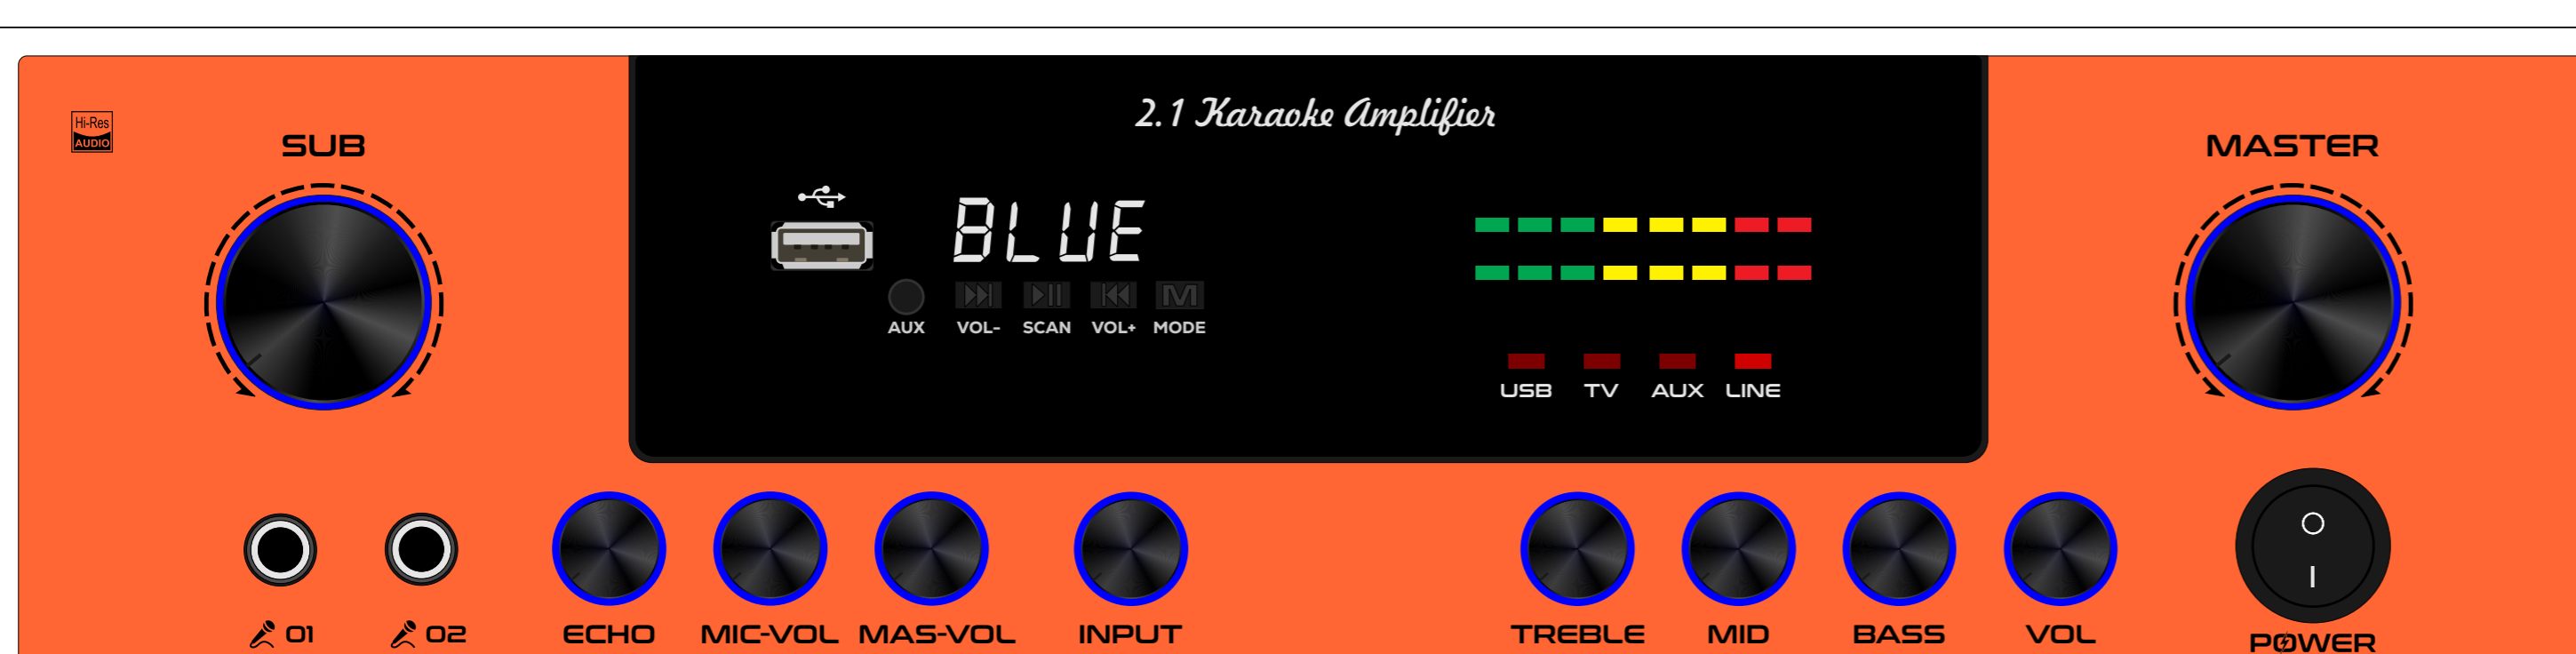 2.1 Karaoke Amplifier
Hi-Res
AUDIO
SUB
MASTER
BLUE
M
AUX VOL- SCAN VOL+ MODE
USB TV AUX LINE
01 02 ECHO MIC-VOL MAS-VOL INPUT TREBLE MID BASS VOL POWER